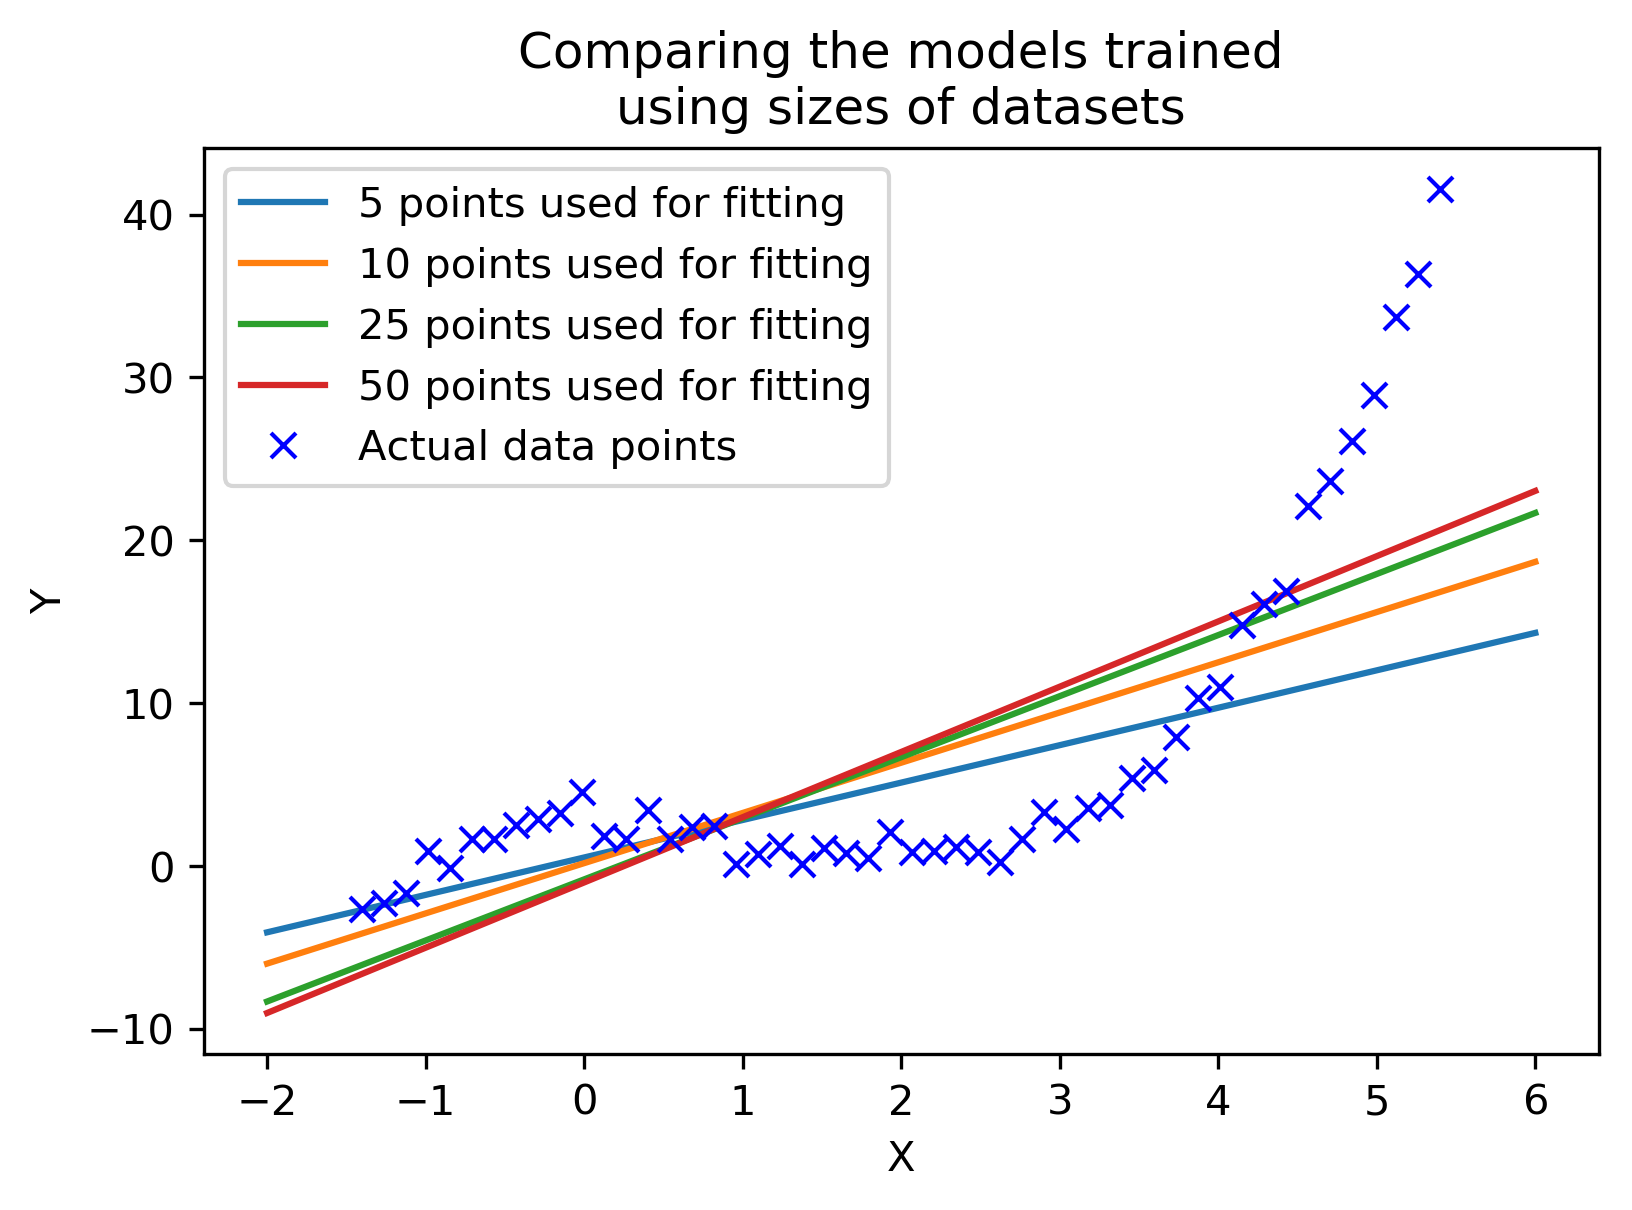 Comparing the models trained
using sizes of datasets
5 points used for fitting
10 points used for fitting
25 points used for fitting
50 points used for fitting
Actual data points
Y
40
30
20
10
0
−10
−2 −1 0 1 2 3 4 5 6
X